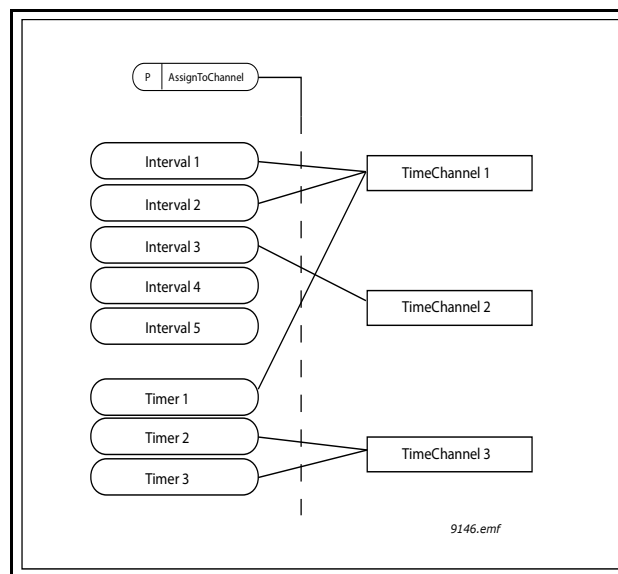 P AssignToChannel
Interval 1
TimeChannel 1
Interval 2
Interval 3
Interval 4
TimeChannel 2
Interval 5
Timer 1
Timer 2
TimeChannel 3
Timer 3
9146.emf